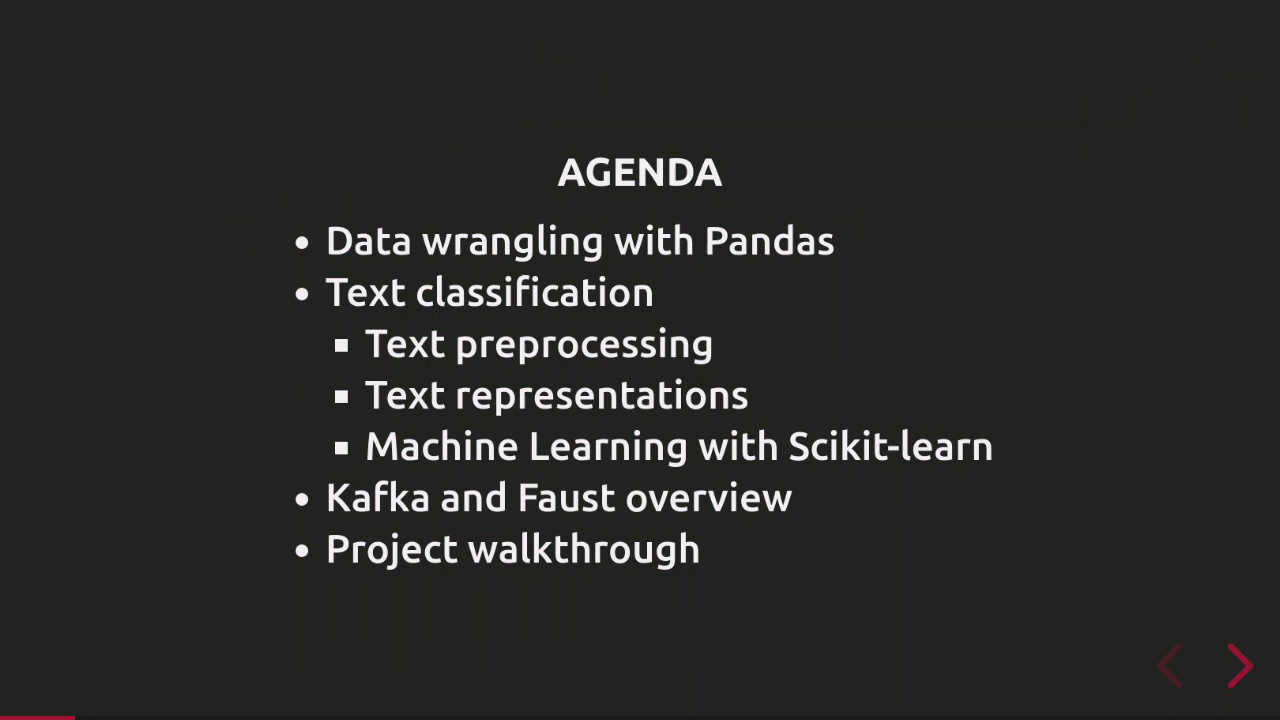 AGENDA
Data wrangling with Pandas
Text classification
Text preprocessing
Text representations
Machine Learning with Scikit-learn
Kafka and Faust overview
Project walkthrough